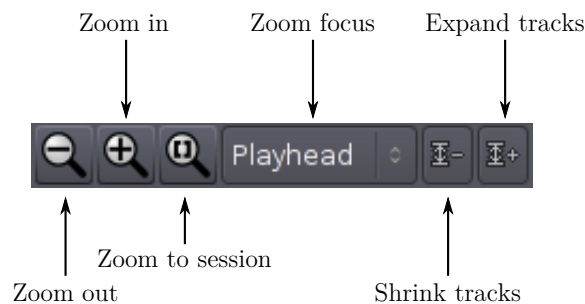 Zoom in
Zoom focus
Expand tracks
Playhead
Zoom to session
Zoom out
Shrink tracks